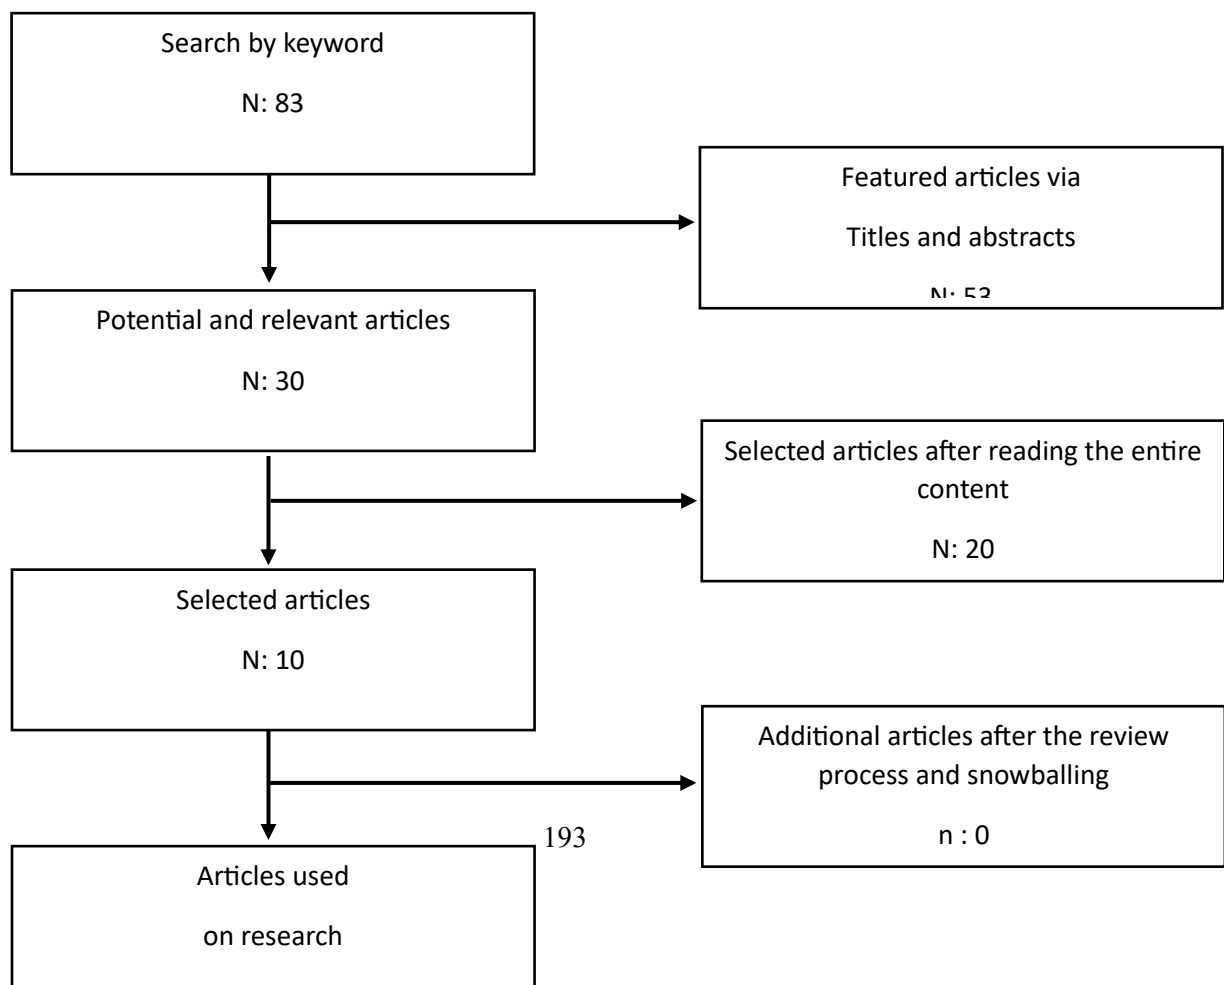 Search by keyword
N: 83
Featured articles via
Titles and abstracts
N: 53
Potential and relevant articles
N: 30
Selected articles after reading the entire
content
N: 20
Selected articles
N: 10
Additional articles after the review
process and snowballing
n : 0
193
Articles used
on research